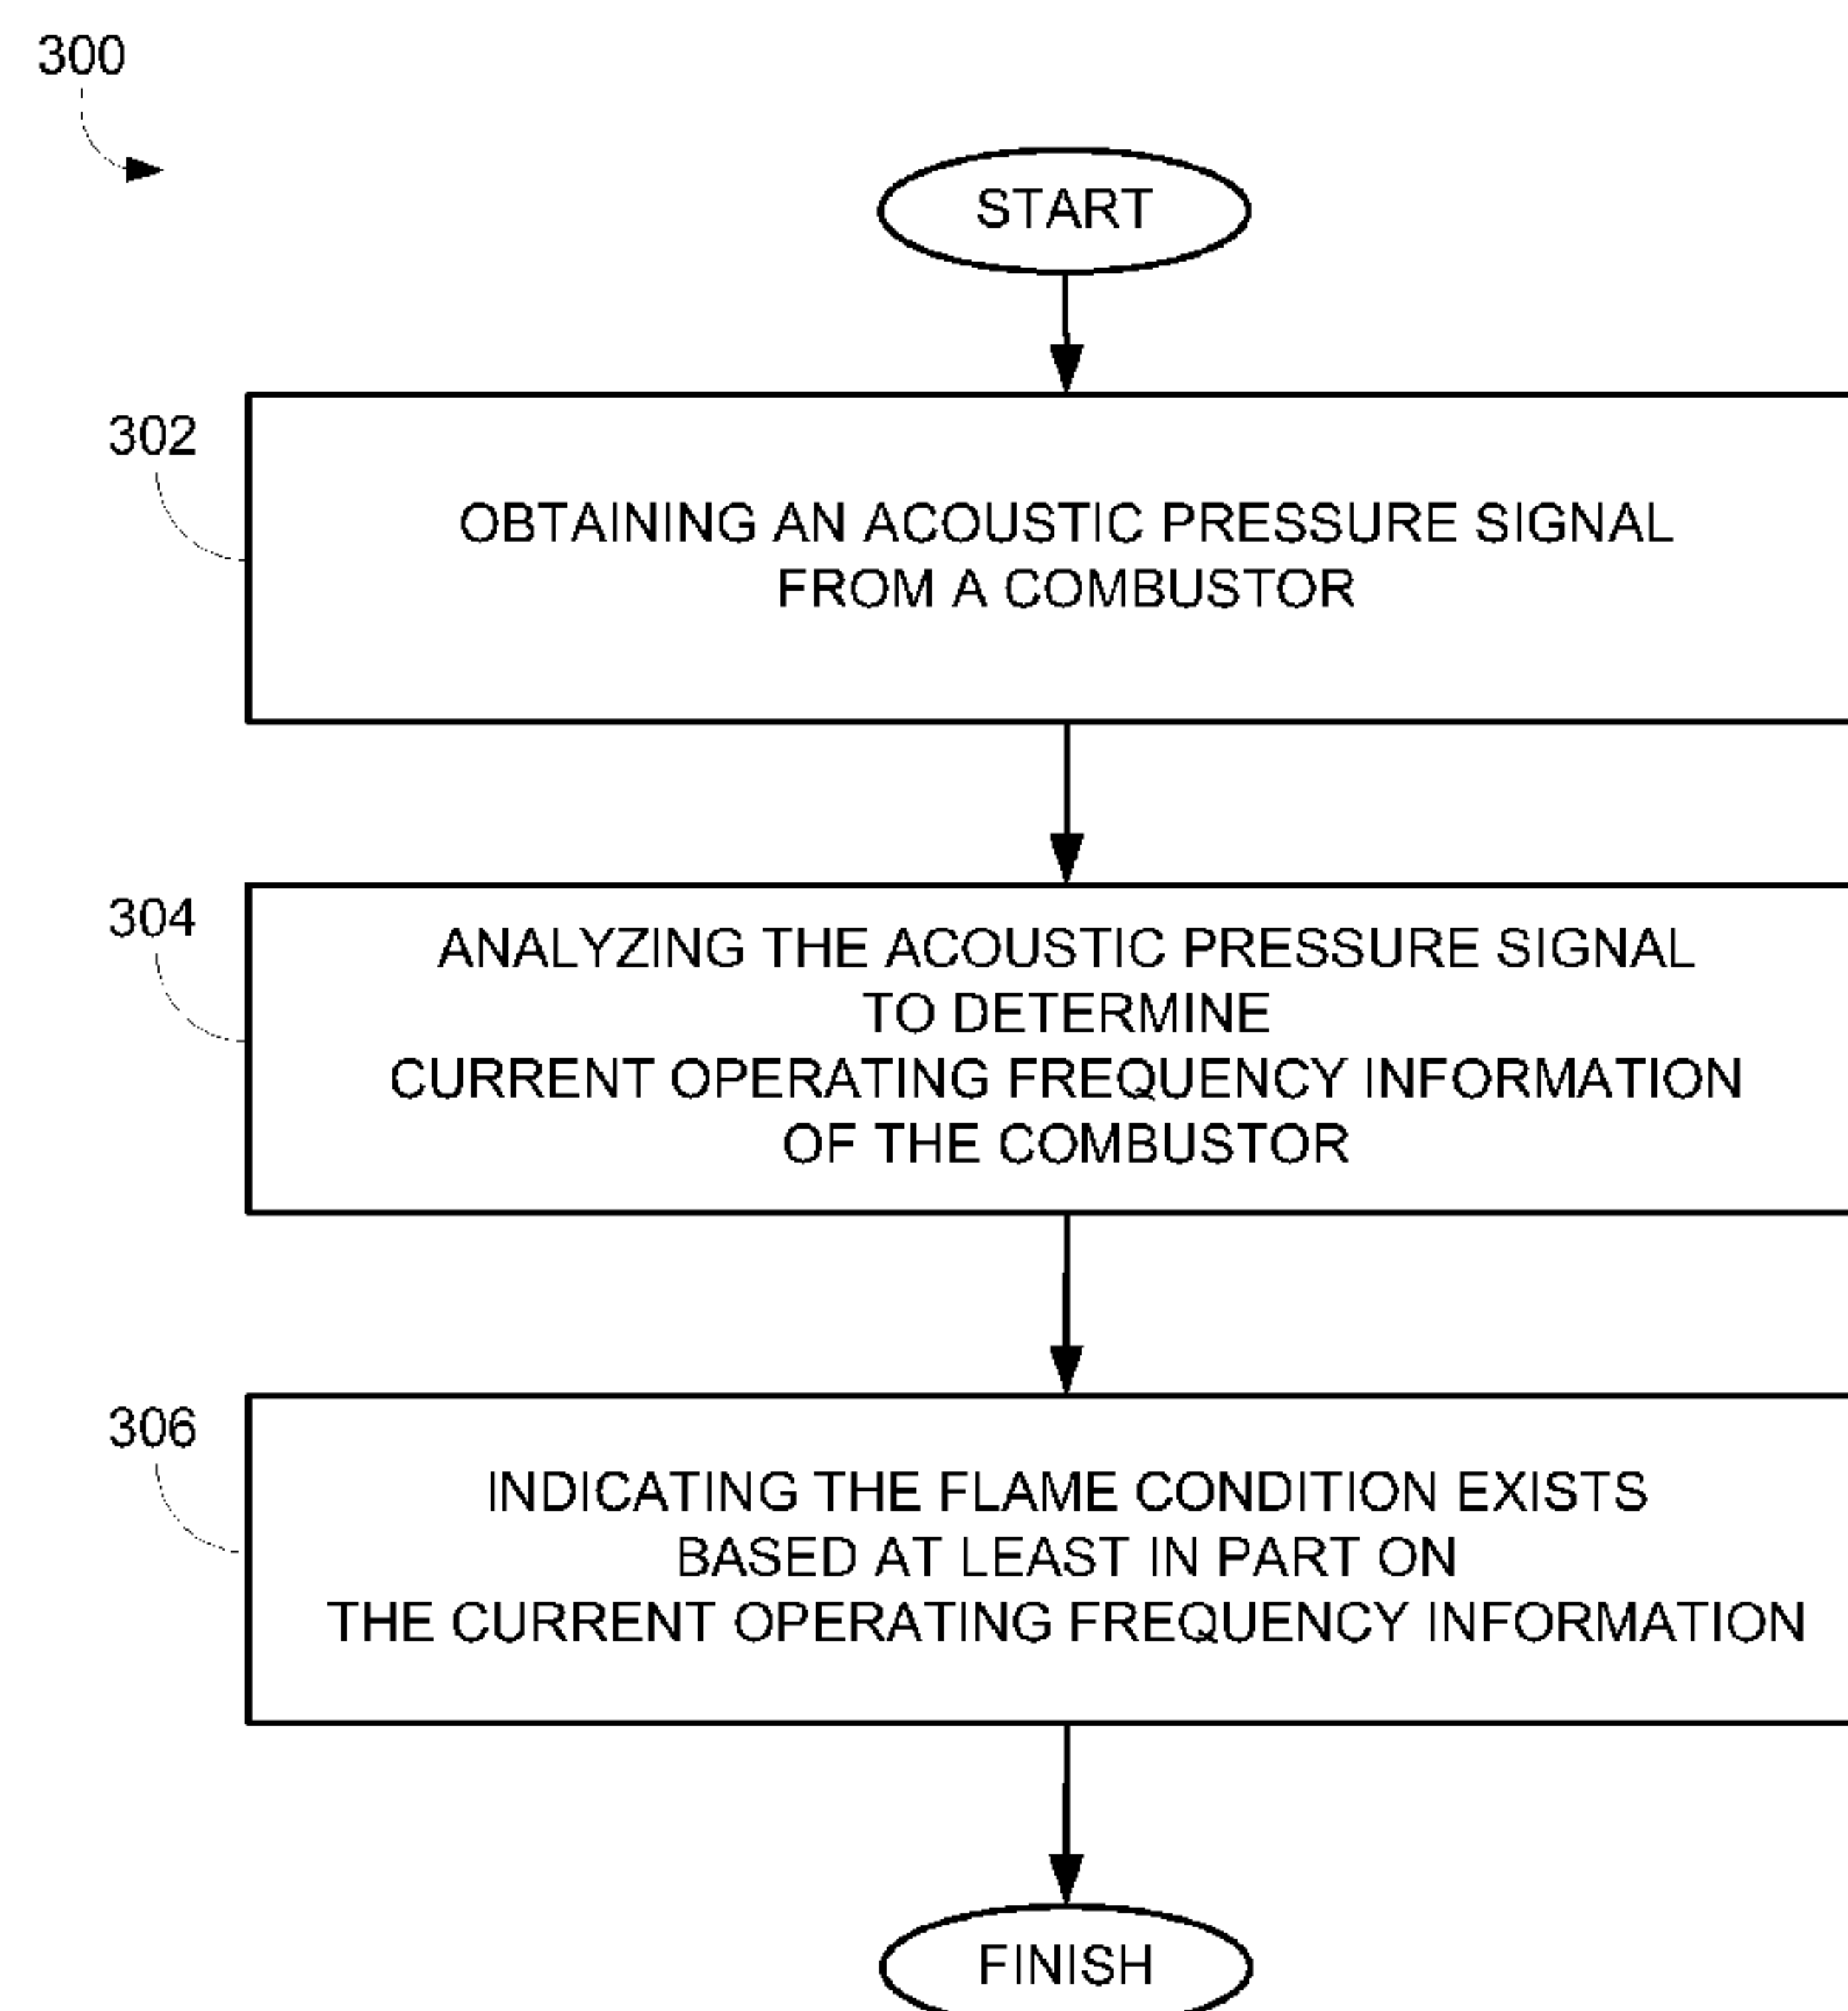 300
START
302
OBTAINING AN ACOUSTIC PRESSURE SIGNAL
FROM A COMBUSTOR
304
ANALYZING THE ACOUSTIC PRESSURE SIGNAL
TO DETERMINE
CURRENT OPERATING FREQUENCY INFORMATION
OF THE COMBUSTOR
306
INDICATING THE FLAME CONDITION EXISTS
BASED AT LEAST IN PART ON
THE CURRENT OPERATING FREQUENCY INFORMATION
FINISH